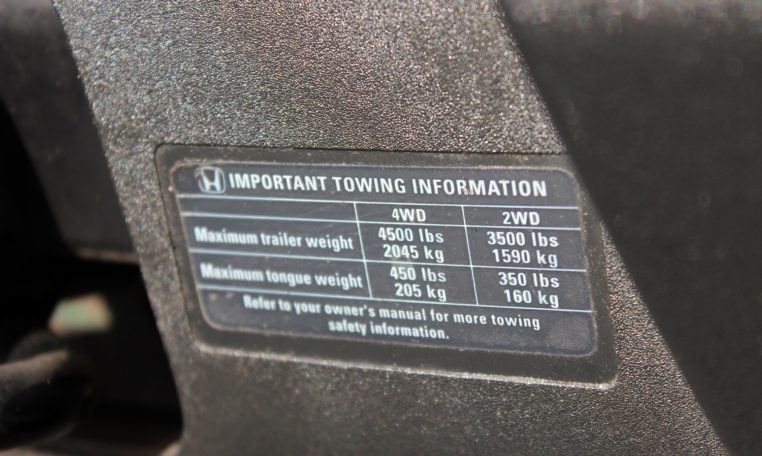 IMPORTANT TOWING INFORMATION
4WD 2WD
Maximum trailer weight 4500 lbs 2045 kg 3500 lbs 1590 kg
Maximum tongue weight 450 lbs 205 kg 350 lbs 160 kg
Refer to your owner's manual for more towing
safety information.